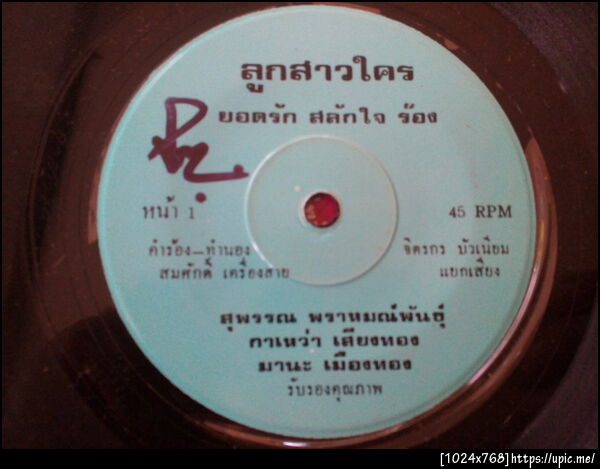 ลูกสาวใคร
ยอดรัก สลักใจ ร้อง
หน้า 1
45 RPM
คำร้อง–ทำนอง
สมศักดิ์ เครื่องสาย
จิตรกร บัวเนียม
แยกเสียง
สุพรรณ พราหมณ์พันธุ์
กาเหว่า เสียงทอง
มานะ เมืองทอง
รับรองคุณภาพ
[1024x768]https://upic.me/